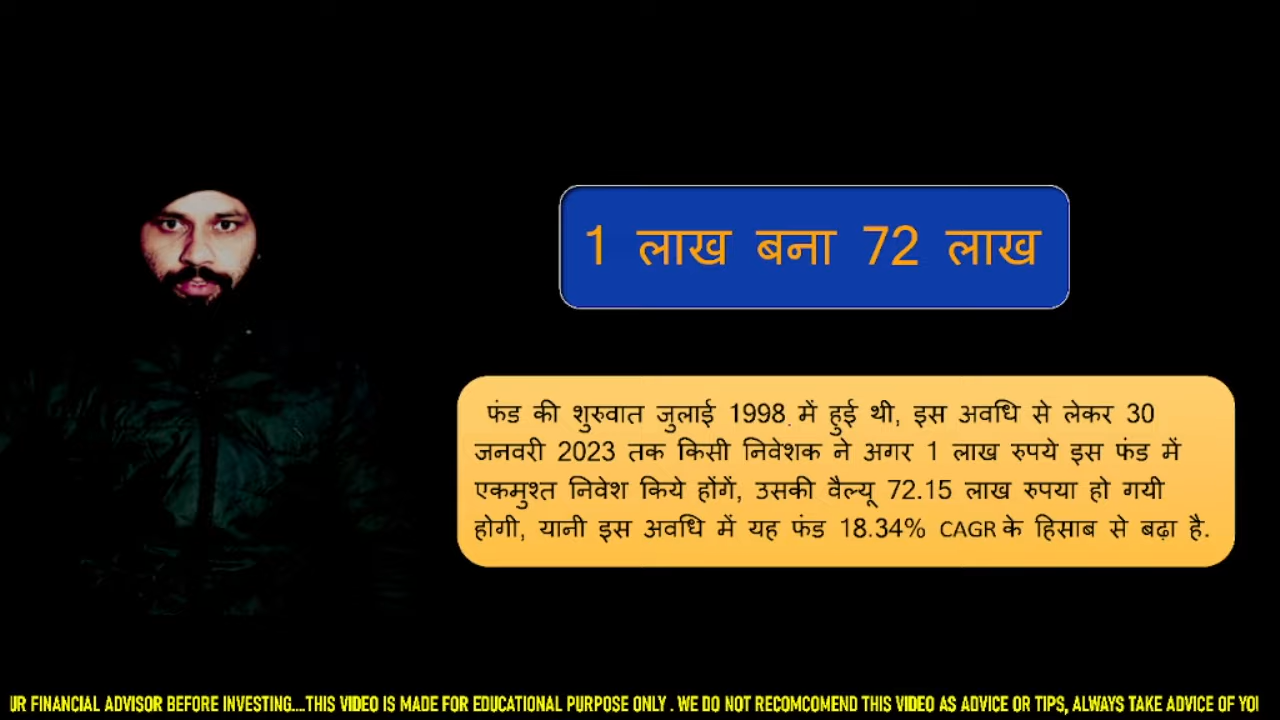 1 लाख बना 72 लाख
फंड की शुरुवात जुलाई 1998 में हुई थी, इस अवधि से लेकर 30
जनवरी 2023 तक किसी निवेशक ने अगर 1 लाख रुपये इस फंड में
एकमुश्त निवेश किये होंगें, उसकी वैल्यू 72.15 लाख रुपया हो गयी
होगी, यानी इस अवधि में यह फंड 18.34% CAGR के हिसाब से बढ़ा है.
UR FINANCIAL ADVISOR BEFORE INVESTING....THIS VIDEO IS MADE FOR EDUCATIONAL PURPOSE ONLY . WE DO NOT RECOMCOMEND THIS VIDEO AS ADVICE OR TIPS, ALWAYS TAKE ADVICE OF YOU